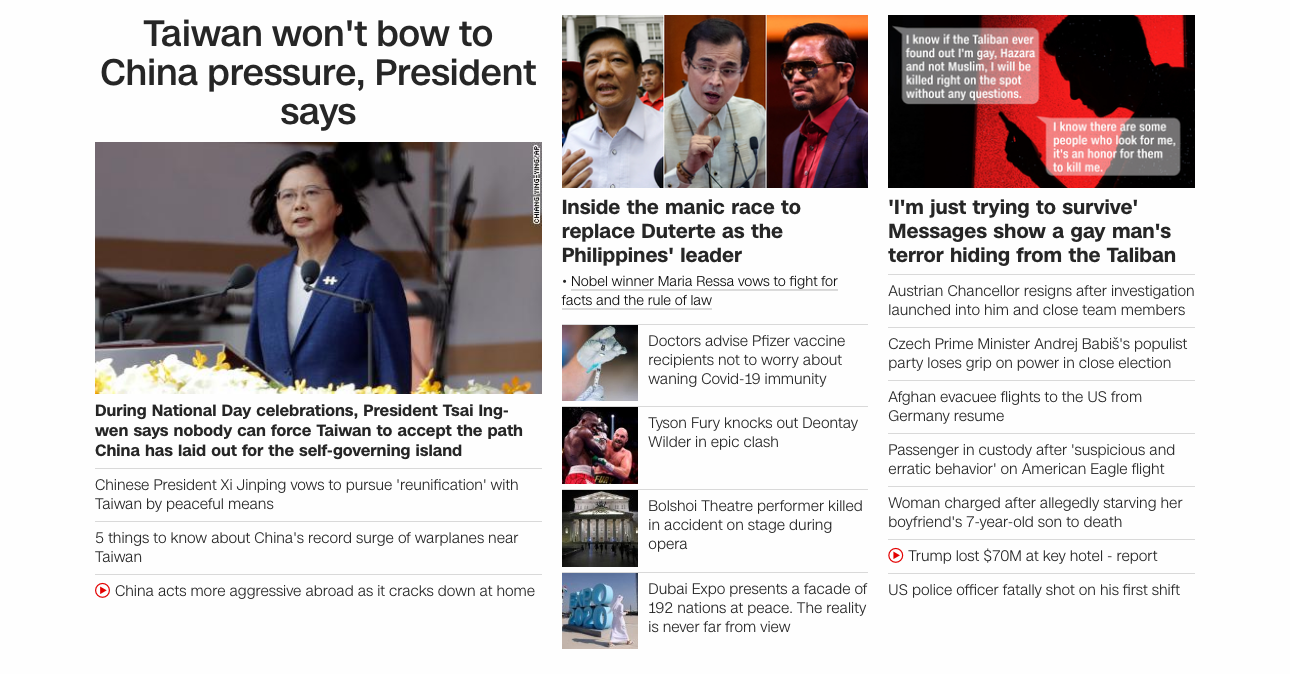 Taiwan won't bow to
China pressure, President
says
CHIANG YING-YING/AP
During National Day celebrations, President Tsai Ing-
wen says nobody can force Taiwan to accept the path
China has laid out for the self-governing island
Chinese President Xi Jinping vows to pursue 'reunification' with
Taiwan by peaceful means
5 things to know about China's record surge of warplanes near
Taiwan
China acts more aggressive abroad as it cracks down at home
Inside the manic race to
replace Duterte as the
Philippines' leader
• Nobel winner Maria Ressa vows to fight for
facts and the rule of law
Doctors advise Pfizer vaccine
recipients not to worry about
waning Covid-19 immunity
Tyson Fury knocks out Deontay
Wilder in epic clash
Bolshoi Theatre performer killed
in accident on stage during
opera
EXPO
2020
Dubai Expo presents a facade of
192 nations at peace. The reality
is never far from view
I know if the Taliban ever
found out I'm gay, Hazara
and not Muslim, I will be
killed right on the spot
without any questions.
I know there are some
people who look for me,
it's an honor for them
to kill me.
'I'm just trying to survive'
Messages show a gay man's
terror hiding from the Taliban
Austrian Chancellor resigns after investigation
launched into him and close team members
Czech Prime Minister Andrej Babiš's populist
party loses grip on power in close election
Afghan evacuee flights to the US from
Germany resume
Passenger in custody after 'suspicious and
erratic behavior' on American Eagle flight
Woman charged after allegedly starving her
boyfriend's 7-year-old son to death
Trump lost $70M at key hotel - report
US police officer fatally shot on his first shift